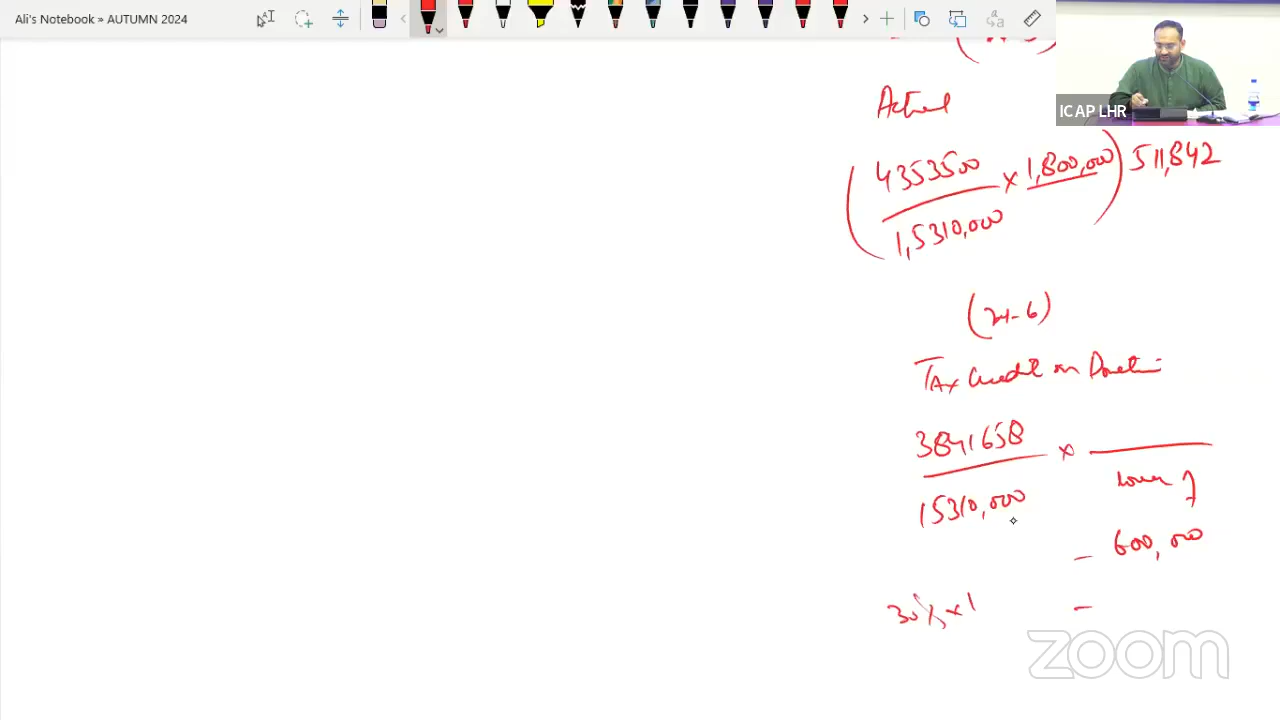 Ali's Notebook » AUTUMN 2024
ICAP LHR
Actual
(4353500 / 1,5310,000 × 1,800,000) 511,842
(24-6)
Tax Credit on
3841658 / 15310,000 ×
lower of
- 600,000
30% × 1 -
zoom